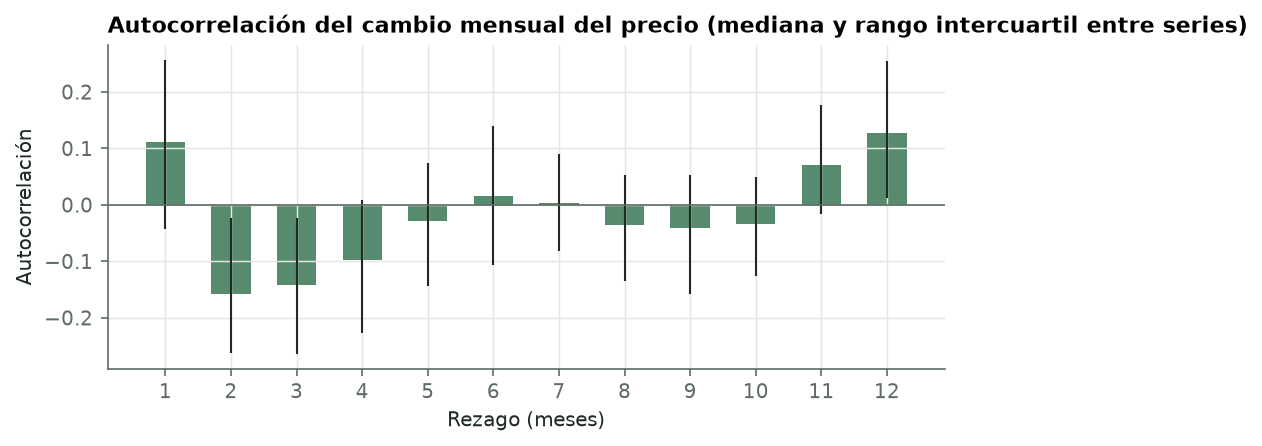 Autocorrelación del cambio mensual del precio (mediana y rango intercuartil entre series)
Autocorrelación
0.2
0.1
0.0
−0.1
−0.2
1 2 3 4 5 6 7 8 9 10 11 12
Rezago (meses)